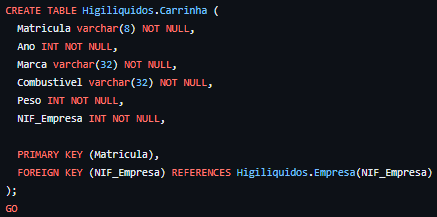 CREATE TABLE Higiliquidos.Carrinha (
Matricula varchar(8) NOT NULL,
Ano INT NOT NULL,
Marca varchar(32) NOT NULL,
Combustivel varchar(32) NOT NULL,
Peso INT NOT NULL,
NIF_Empresa INT NOT NULL,
PRIMARY KEY (Matricula),
FOREIGN KEY (NIF_Empresa) REFERENCES Higiliquidos.Empresa(NIF_Empresa)
);
GO